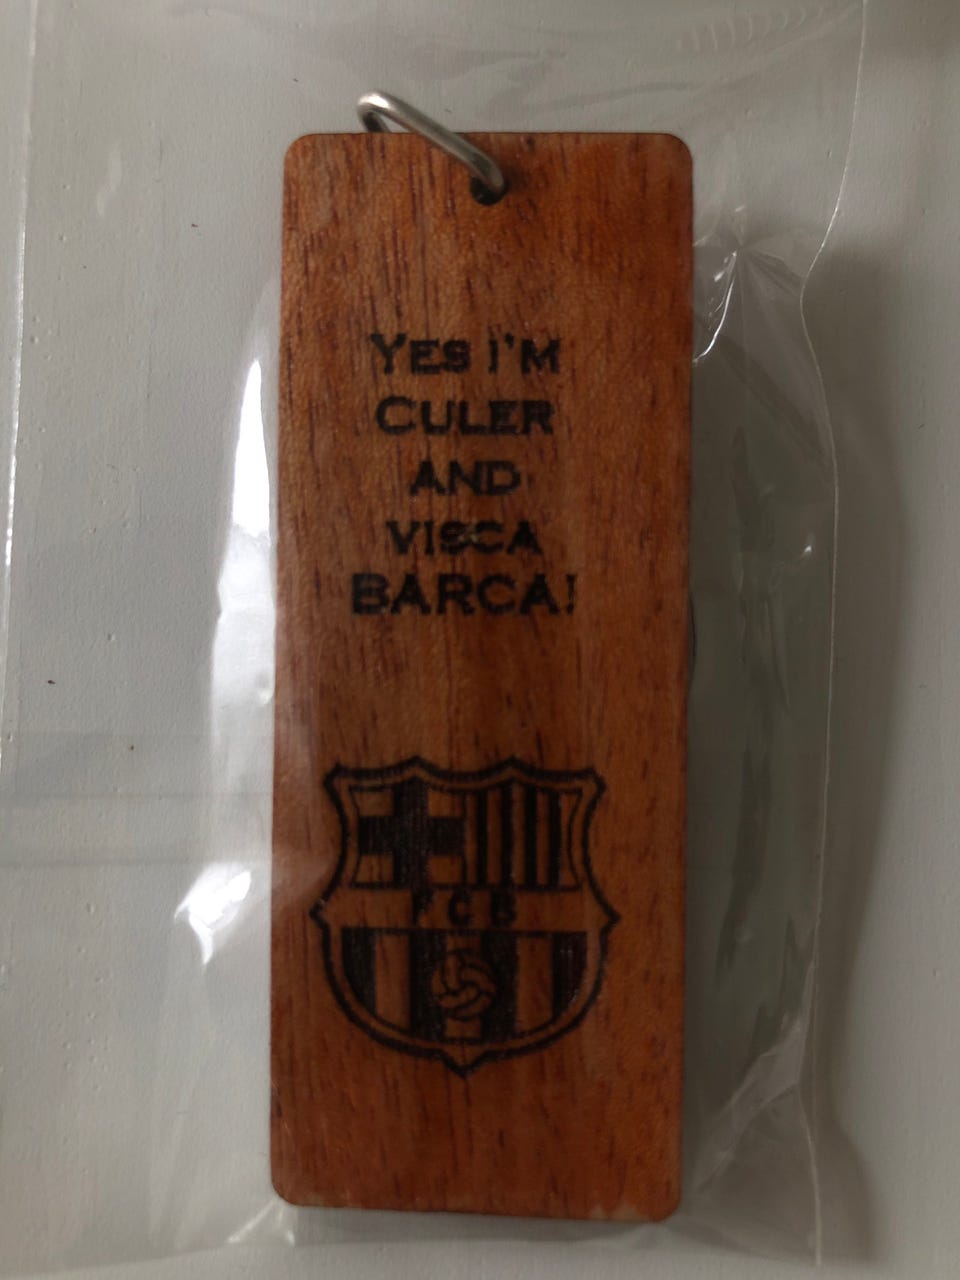 YES I'M
CULER
AND
VISCA
BARCA!
FCB